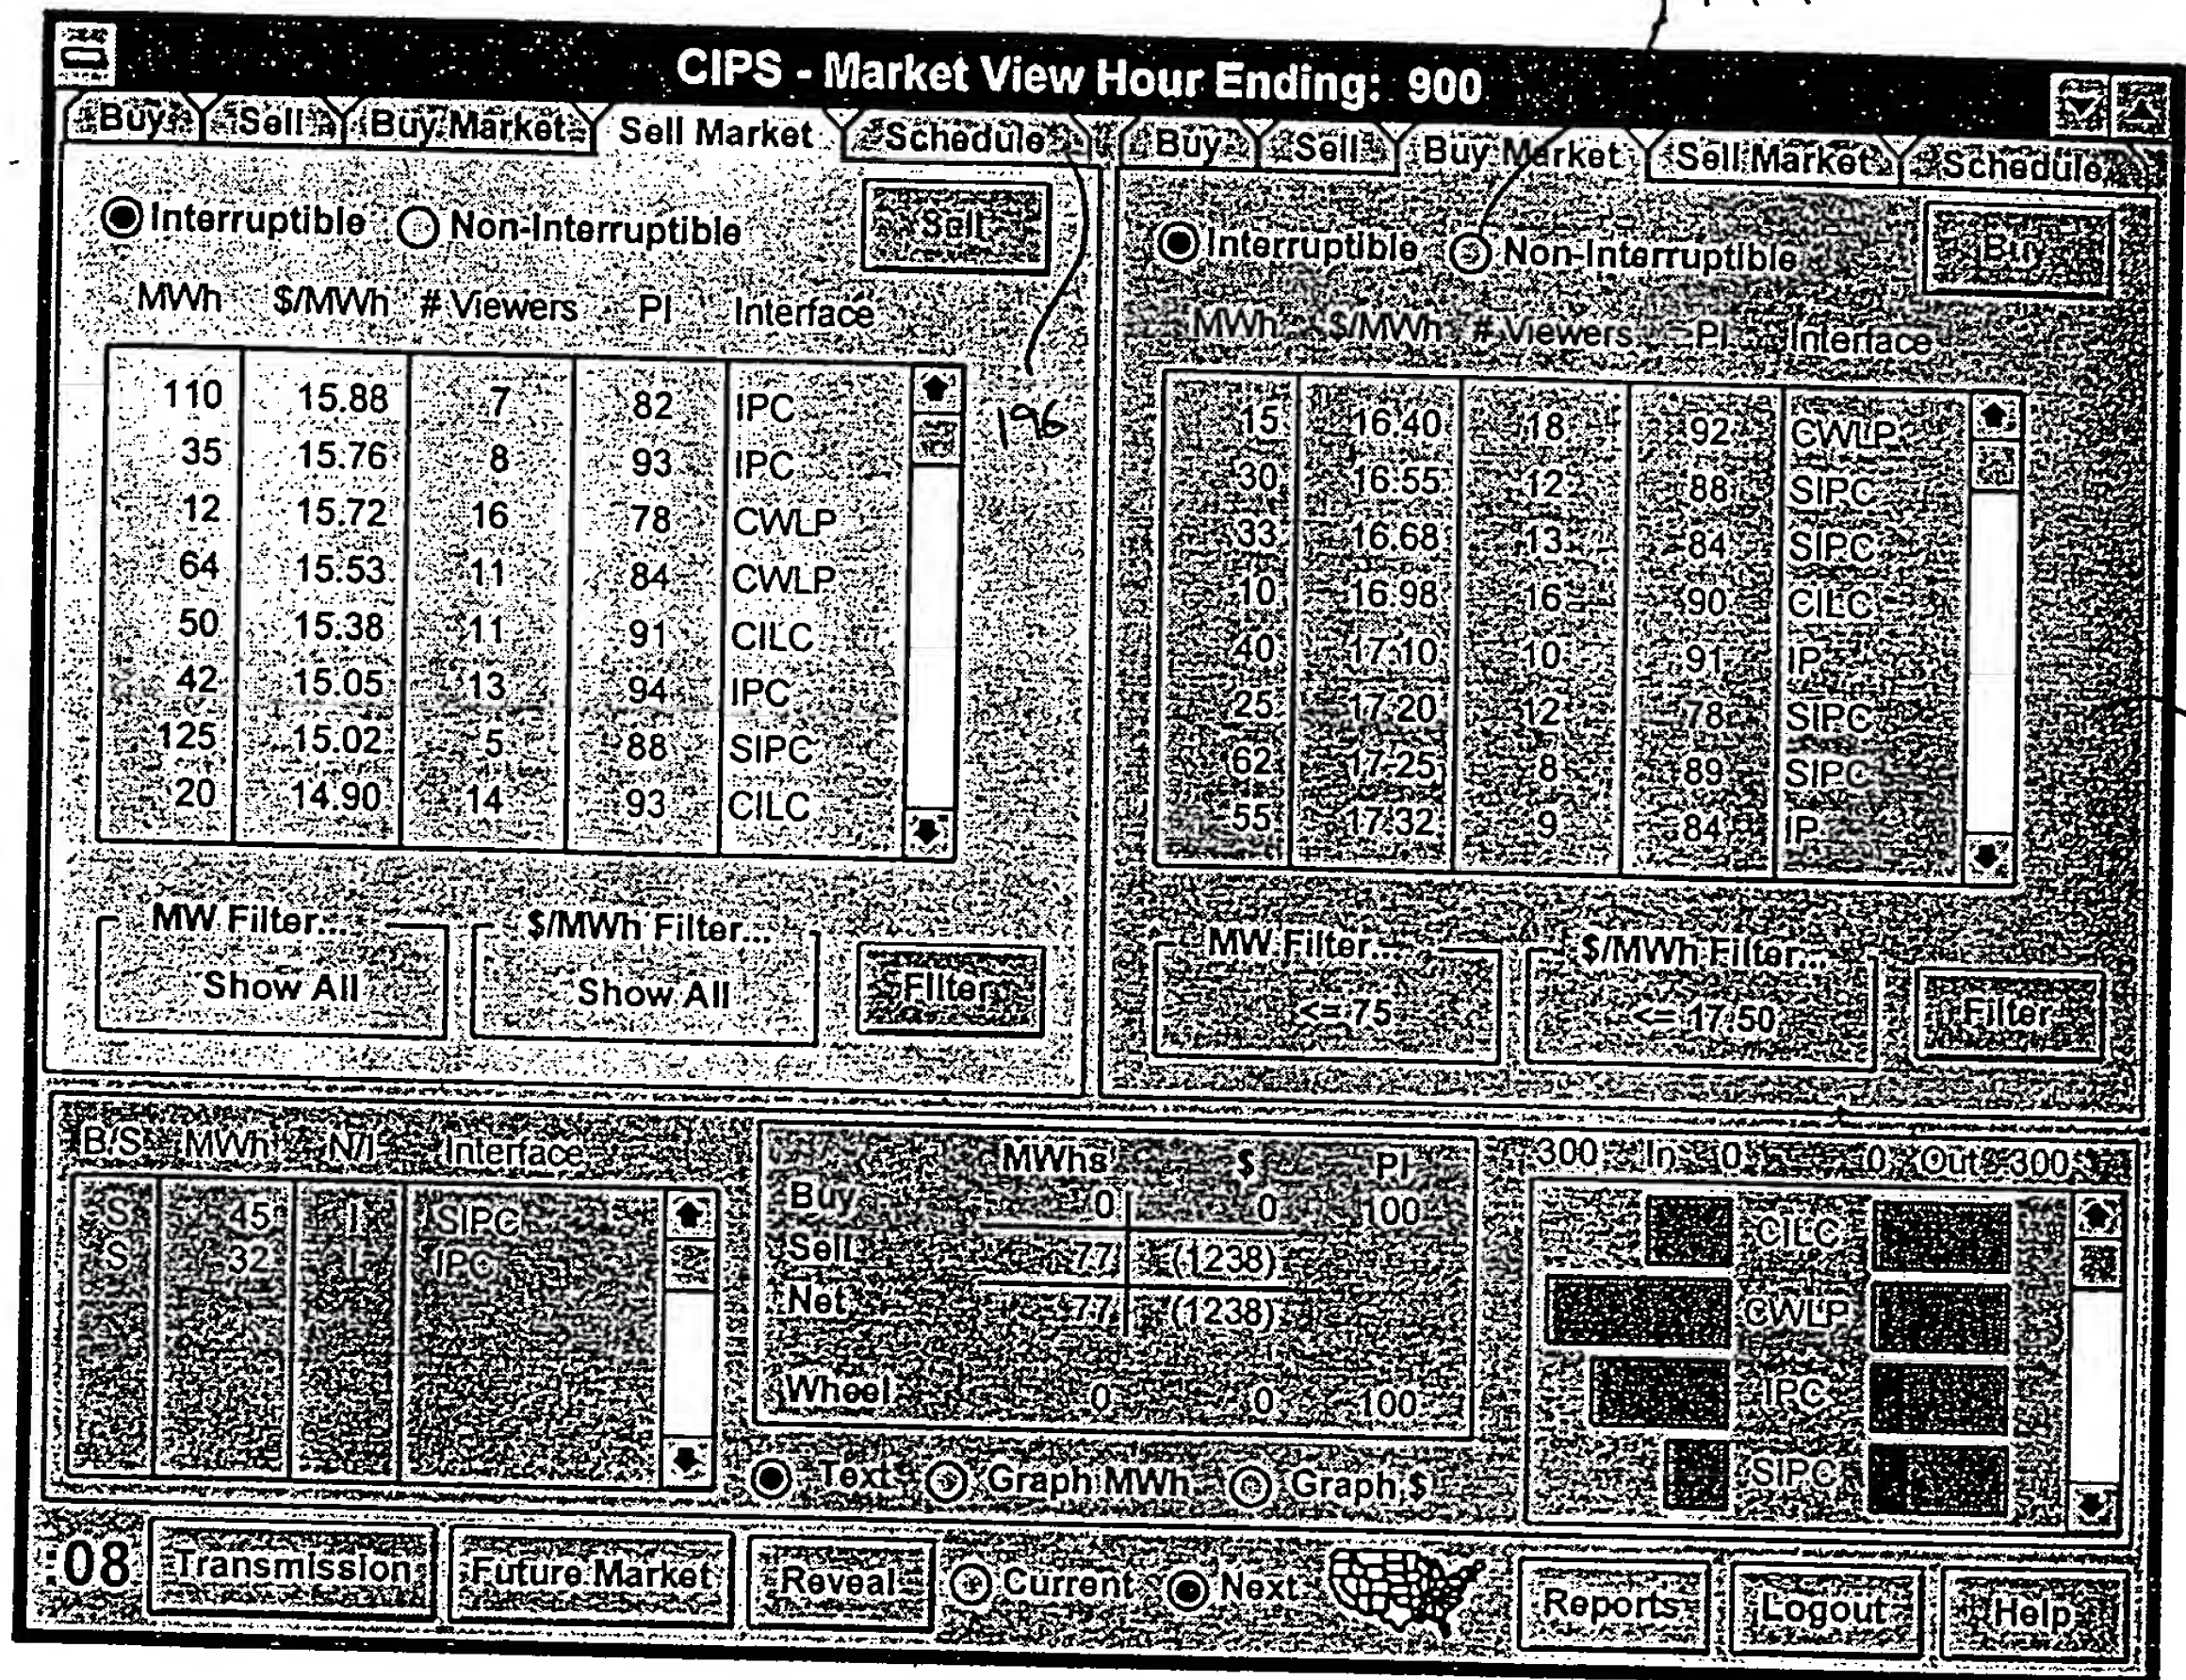 CIPS - Market View Hour Ending: 900
Buy Sell Buy Market Sell Market Schedule
Interruptible Non-Interruptible Sell
MWh $/MWh # Viewers PI Interface
110 15.88 7 82 IPC
35 15.76 8 93 IPC
12 15.72 16 78 CWLP
64 15.53 11 84 CWLP
50 15.38 11 91 CILC
42 15.05 13 94 IPC
125 15.02 5 88 SIPC
20 14.90 14 93 CILC
196
MW Filter... $/MWh Filter...
Show All Show All Filter
Buy Sell Buy Market Sell Market Schedule
Interruptible Non-Interruptible Buy
MWh $/MWh # Viewers PI Interface
15 16.40 18 92 CWLP
30 16.55 12 88 SIPC
33 16.68 13 84 SIPC
10 16.98 16 90 CILC
40 17.10 10 91 IP
25 17.20 12 78 SIPC
62 17.25 8 89 SIPC
55 17.32 9 84 IP
MW Filter... $/MWh Filter...
<= 75 <= 17.50 Filter
B/S MWh N/I Interface
S 45 I SIPC
S 32 I IPC
MWhs $ PI
Buy 0 0 100
Sell 77 (1238)
Net 77 (1238)
Wheel 0 0 100
Text Graph MWh Graph $
300 In 0 0 Out 300
CILC
CWLP
IPC
SIPC
:08 Transmission Future Market Reveal Current Next Reports Logout Help